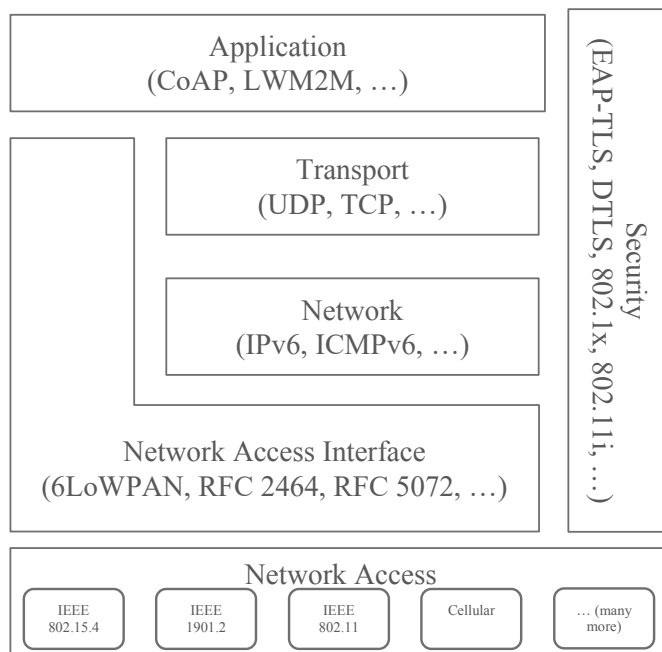 Application
(CoAP, LWM2M, …)
Transport
(UDP, TCP, …)
Network
(IPv6, ICMPv6, …)
Network Access Interface
(6LoWPAN, RFC 2464, RFC 5072, …)
Security
(EAP-TLS, DTLS, 802.1x, 802.11i, …)
Network Access
IEEE
802.15.4
IEEE
1901.2
IEEE
802.11
Cellular
… (many
more)